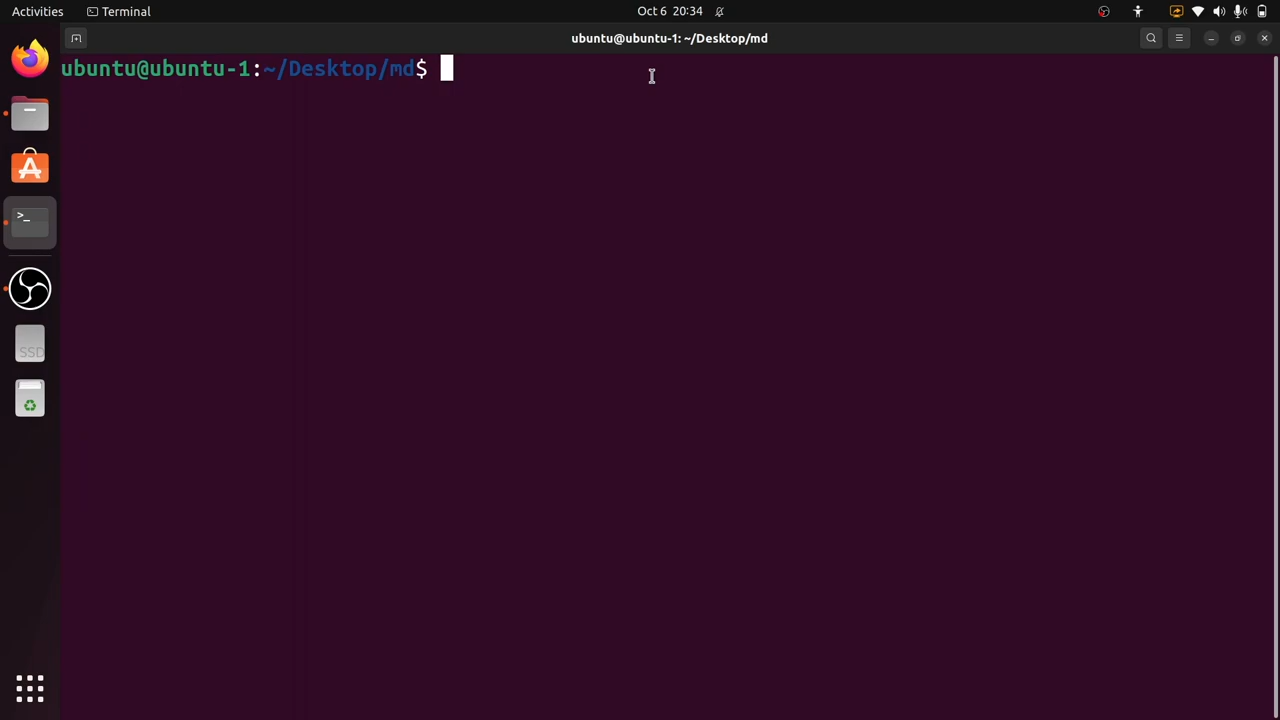 Activities Terminal Oct 6 20:34
ubuntu@ubuntu-1: ~/Desktop/md
ubuntu@ubuntu-1:~/Desktop/md$
>_
SSD